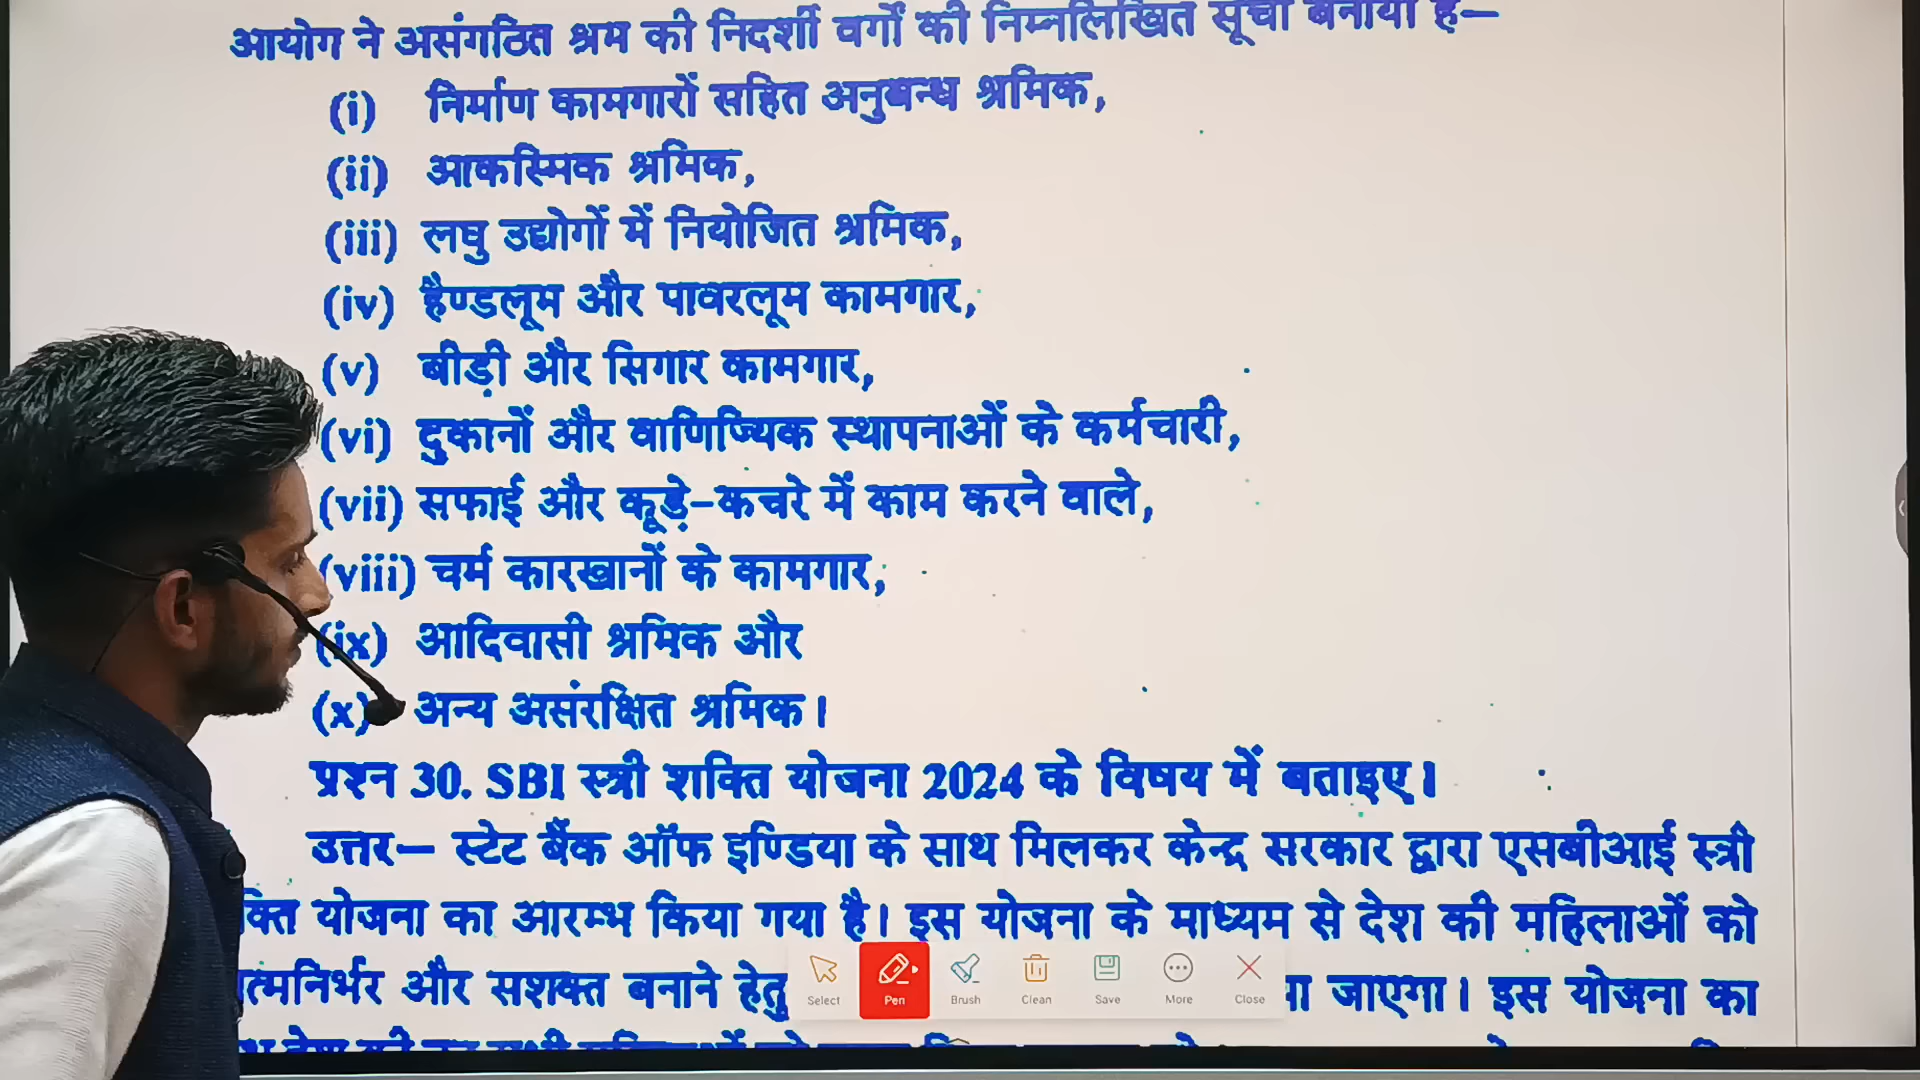 आयोग ने असंगठित श्रम की निदर्शी वर्गों की निम्नलिखित सूची बनायी है—
(i) निर्माण कामगारों सहित अनुबन्ध श्रमिक,
(ii) आकस्मिक श्रमिक,
(iii) लघु उद्योगों में नियोजित श्रमिक,
(iv) हैण्डलूम और पावरलूम कामगार,
(v) बीड़ी और सिगार कामगार,
(vi) दुकानों और वाणिज्यिक स्थापनाओं के कर्मचारी,
(vii) सफाई और कूड़े-कचरे में काम करने वाले,
(viii) चर्म कारखानों के कामगार,
(ix) आदिवासी श्रमिक और
(x) अन्य असंरक्षित श्रमिक।
प्रश्न 30. SBI स्त्री शक्ति योजना 2024 के विषय में बताइए।
उत्तर— स्टेट बैंक ऑफ इण्डिया के साथ मिलकर केन्द्र सरकार द्वारा एसबीआई स्त्री
योजना का आरम्भ किया गया है। इस योजना के माध्यम से देश की महिलाओं को
और सशक्त बनाने हेतु जाएगा। इस योजना का
Select Pen Brush Clean Save More Close